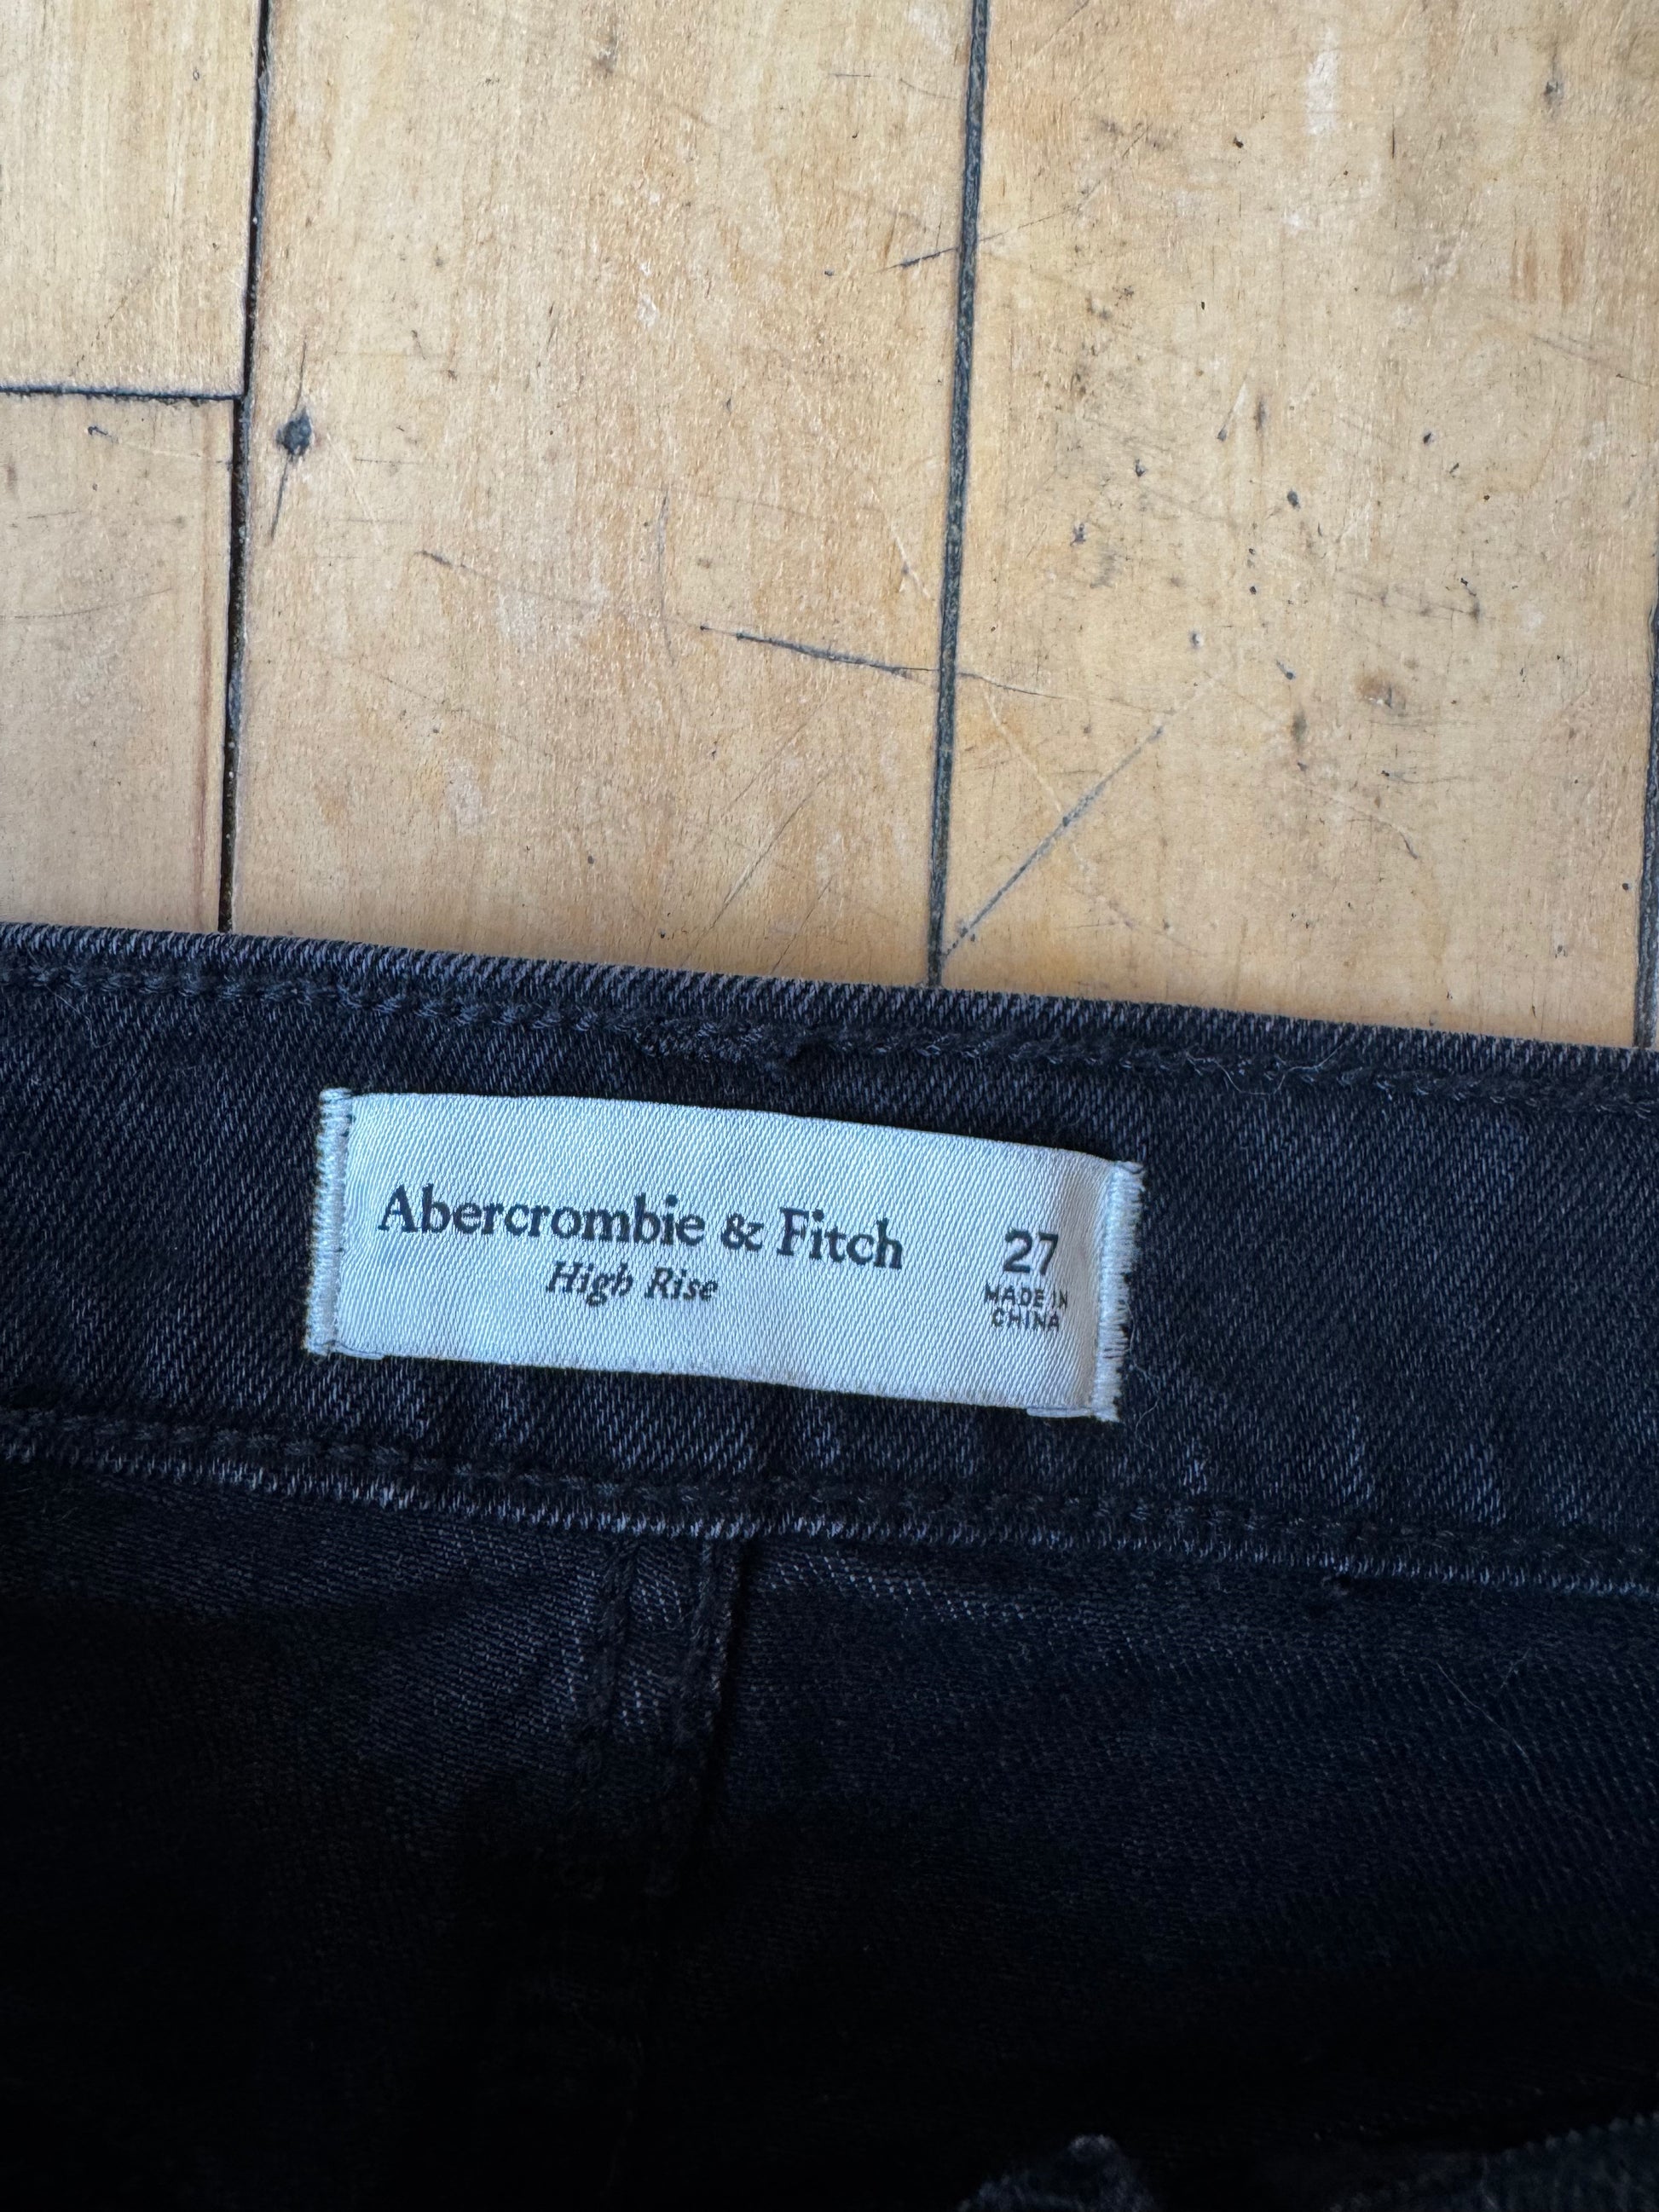 Abercrombie & Fitch
High Rise
27
MADE IN
CHINA